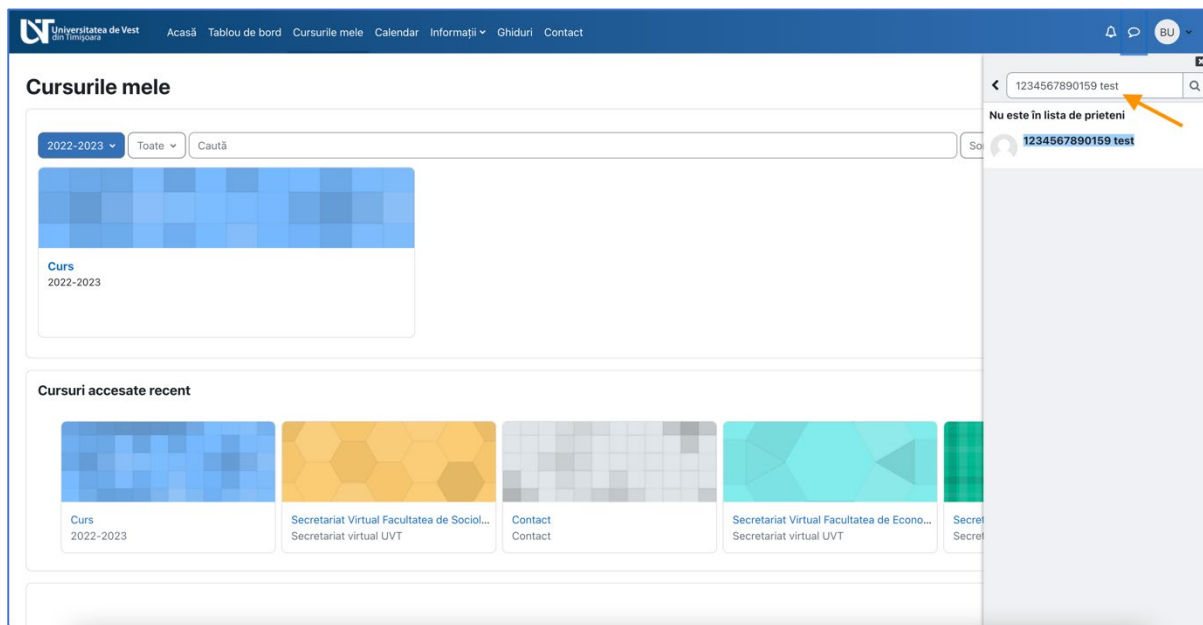 Universitatea de Vest
din Timișoara
Acasă Tablou de bord Cursurile mele Calendar Informații Ghiduri Contact
BU
Cursurile mele
1234567890159 test
Nu este în lista de prieteni
1234567890159 test
2022-2023 Toate Caută
Curs
2022-2023
Cursuri accesate recent
Curs
2022-2023
Secretariat Virtual Facultatea de Sociol...
Secretariat virtual UVT
Contact
Contact
Secretariat Virtual Facultatea de Econo...
Secretariat virtual UVT